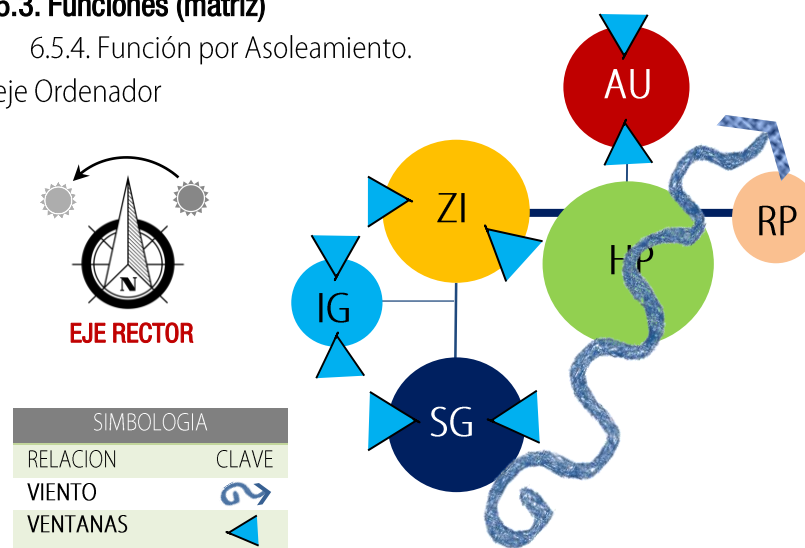 6.5.3. Funciones (matriz)
6.5.4. Función por Asoleamiento.
eje Ordenador
AU
ZI
HP
RP
IG
SG
N
EJE RECTOR
SIMBOLOGIA
RELACION CLAVE
VIENTO
VENTANAS